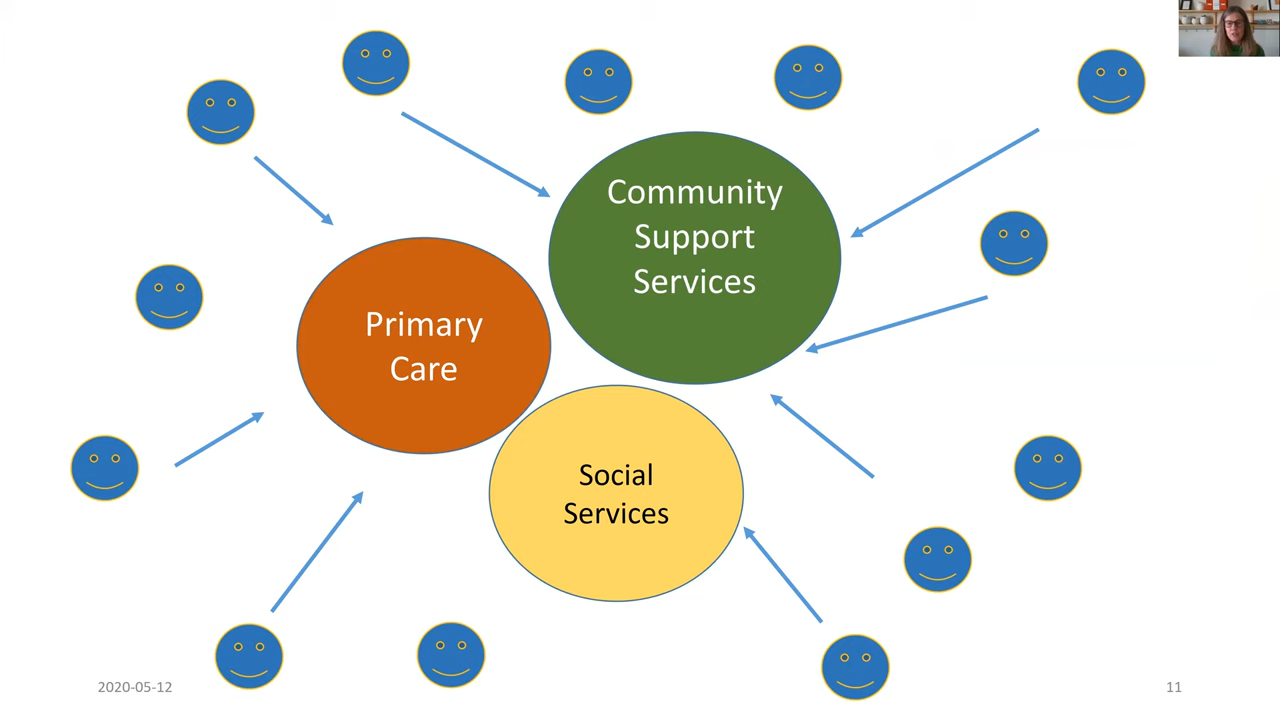 Community
Support
Services
Primary
Care
Social
Services
2020-05-12
11